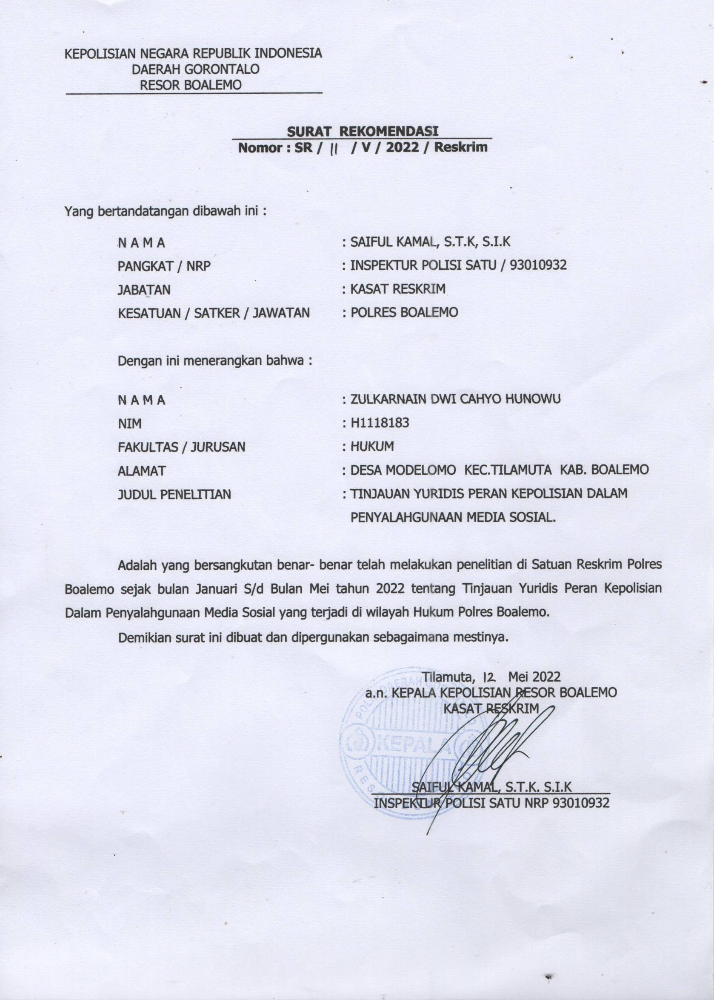 KEPOLISIAN NEGARA REPUBLIK INDONESIA
DAERAH GORONTALO
RESOR BOALEMO
SURAT REKOMENDASI
Nomor : SR / 11 / V / 2022 / Reskrim
Yang bertandatangan dibawah ini :
N A M A : SAIFUL KAMAL, S.T.K, S.I.K
PANGKAT / NRP : INSPEKTUR POLISI SATU / 93010932
JABATAN : KASAT RESKRIM
KESATUAN / SATKER / JAWATAN : POLRES BOALEMO
Dengan ini menerangkan bahwa :
N A M A : ZULKARNAIN DWI CAHYO HUNOWU
NIM : H1118183
FAKULTAS / JURUSAN : HUKUM
ALAMAT : DESA MODELOMO KEC.TILAMUTA KAB. BOALEMO
JUDUL PENELITIAN : TINJAUAN YURIDIS PERAN KEPOLISIAN DALAM
PENYALAHGUNAAN MEDIA SOSIAL.
Adalah yang bersangkutan benar- benar telah melakukan penelitian di Satuan Reskrim Polres
Boalemo sejak bulan Januari S/d Bulan Mei tahun 2022 tentang Tinjauan Yuridis Peran Kepolisian
Dalam Penyalahgunaan Media Sosial yang terjadi di wilayah Hukum Polres Boalemo.
Demikian surat ini dibuat dan dipergunakan sebagaimana mestinya.
Tilamuta, 12 Mei 2022
a.n. KEPALA KEPOLISIAN RESOR BOALEMO
KASAT RESKRIM
KEPALA
SAIFUL KAMAL, S.T.K. S.I.K
INSPEKTUR POLISI SATU NRP 93010932